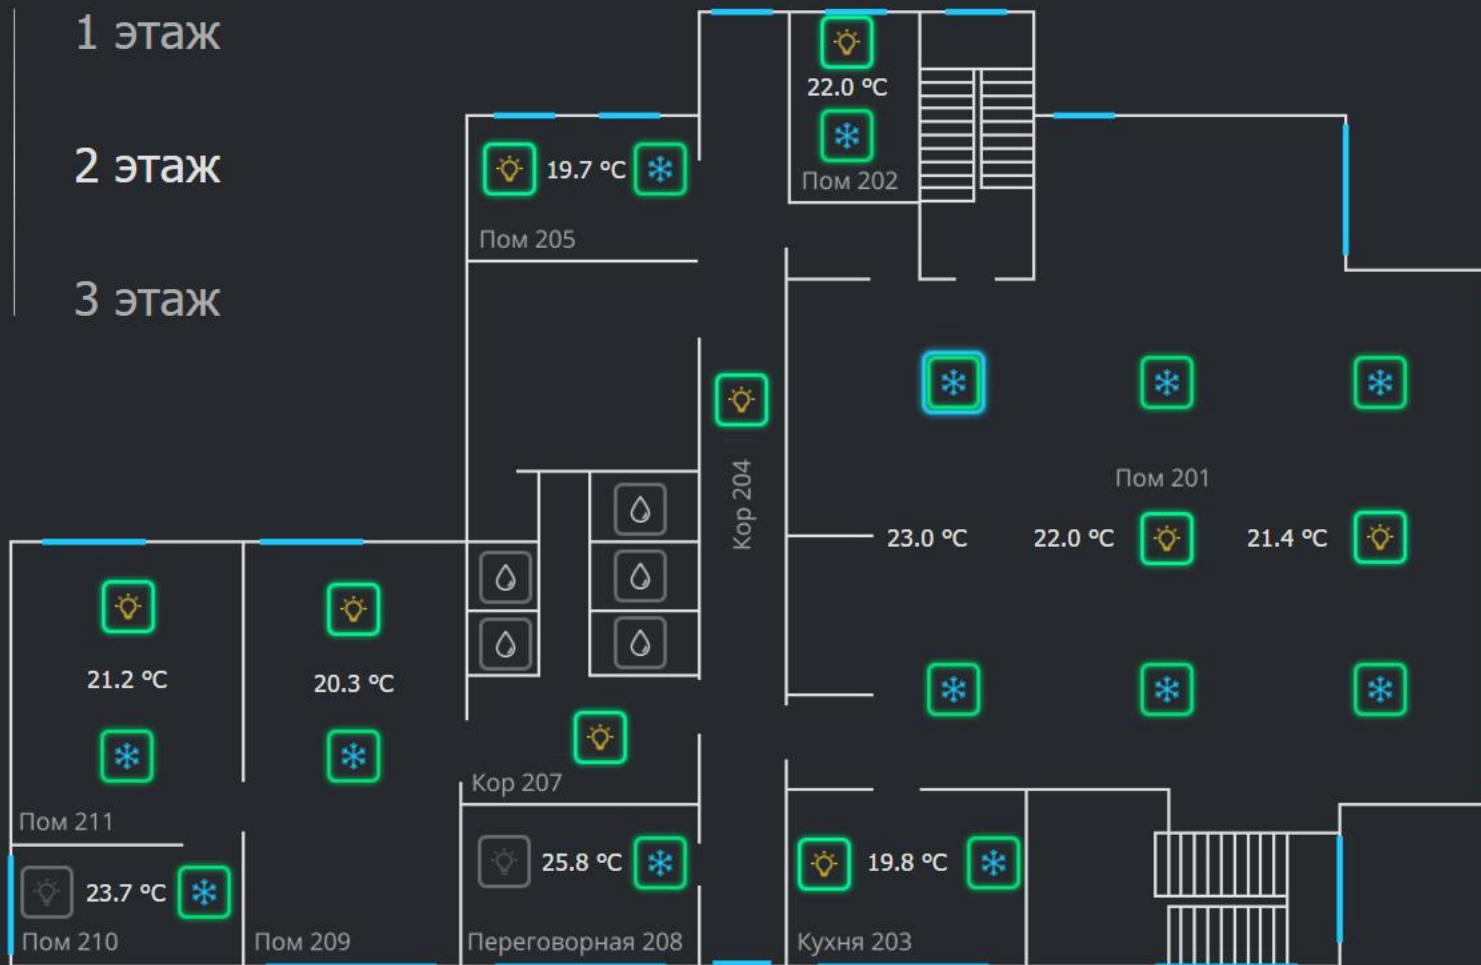 1 этаж
2 этаж
3 этаж
22.0 °C
Пом 202
19.7 °C
Пом 205
Кор 204
Пом 201
23.0 °C
22.0 °C
21.4 °C
21.2 °C
20.3 °C
Кор 207
Пом 211
25.8 °C
19.8 °C
23.7 °C
Пом 210
Пом 209
Переговорная 208
Кухня 203